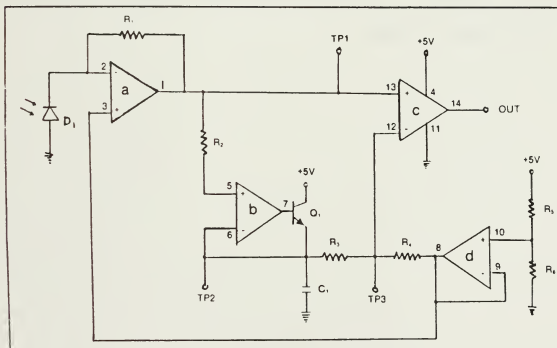 R₁
TP1
+5V
2
-
a
1
3
+
D₁
13
+
4
c
14
OUT
12
-
11
R₂
+5V
5
+
b
7
Q₁
6
-
+5V
R₅
10
+
d
8
9
-
R₆
R₃
R₄
TP2
C₁
TP3